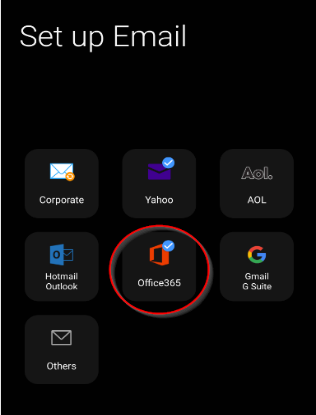 Set up Email
Corporate
Yahoo
Aol.
AOL
Hotmail
Outlook
Office365
Gmail
G Suite
Others